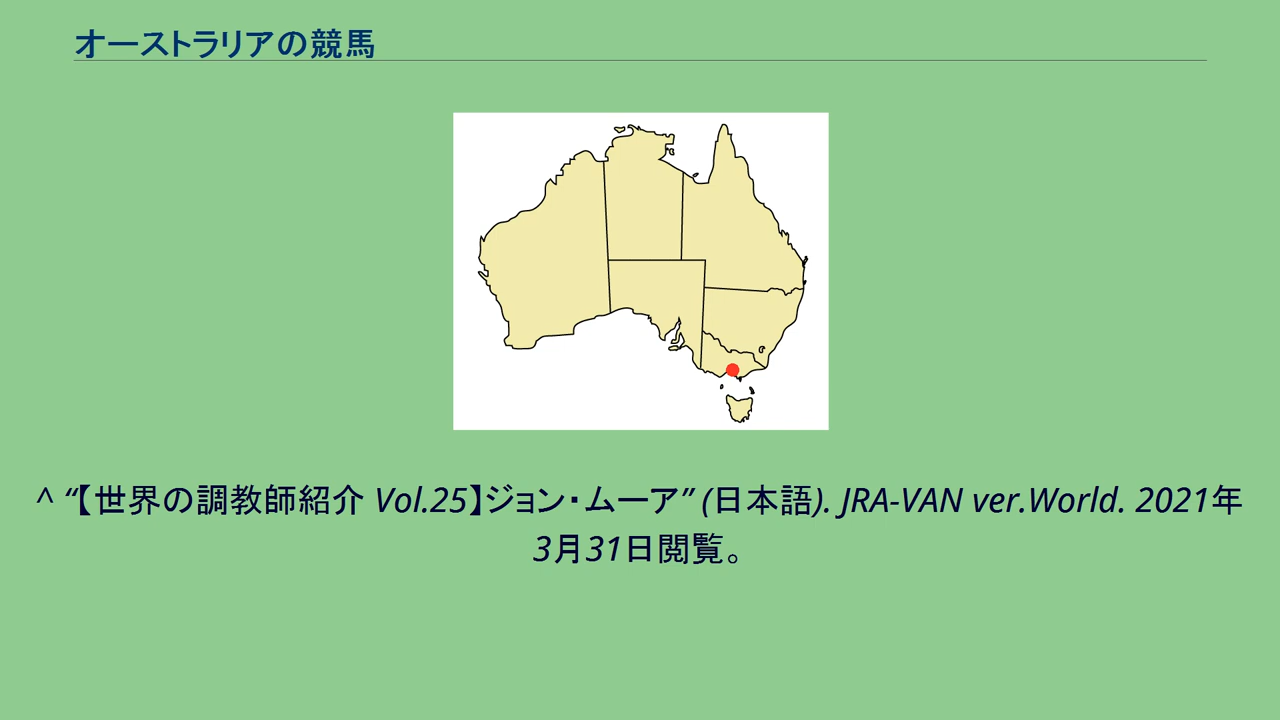 オーストラリアの競馬
^ “【世界の調教師紹介 Vol.25】ジョン・ムーア” (日本語). JRA-VAN ver.World. 2021年
3月31日閲覧。